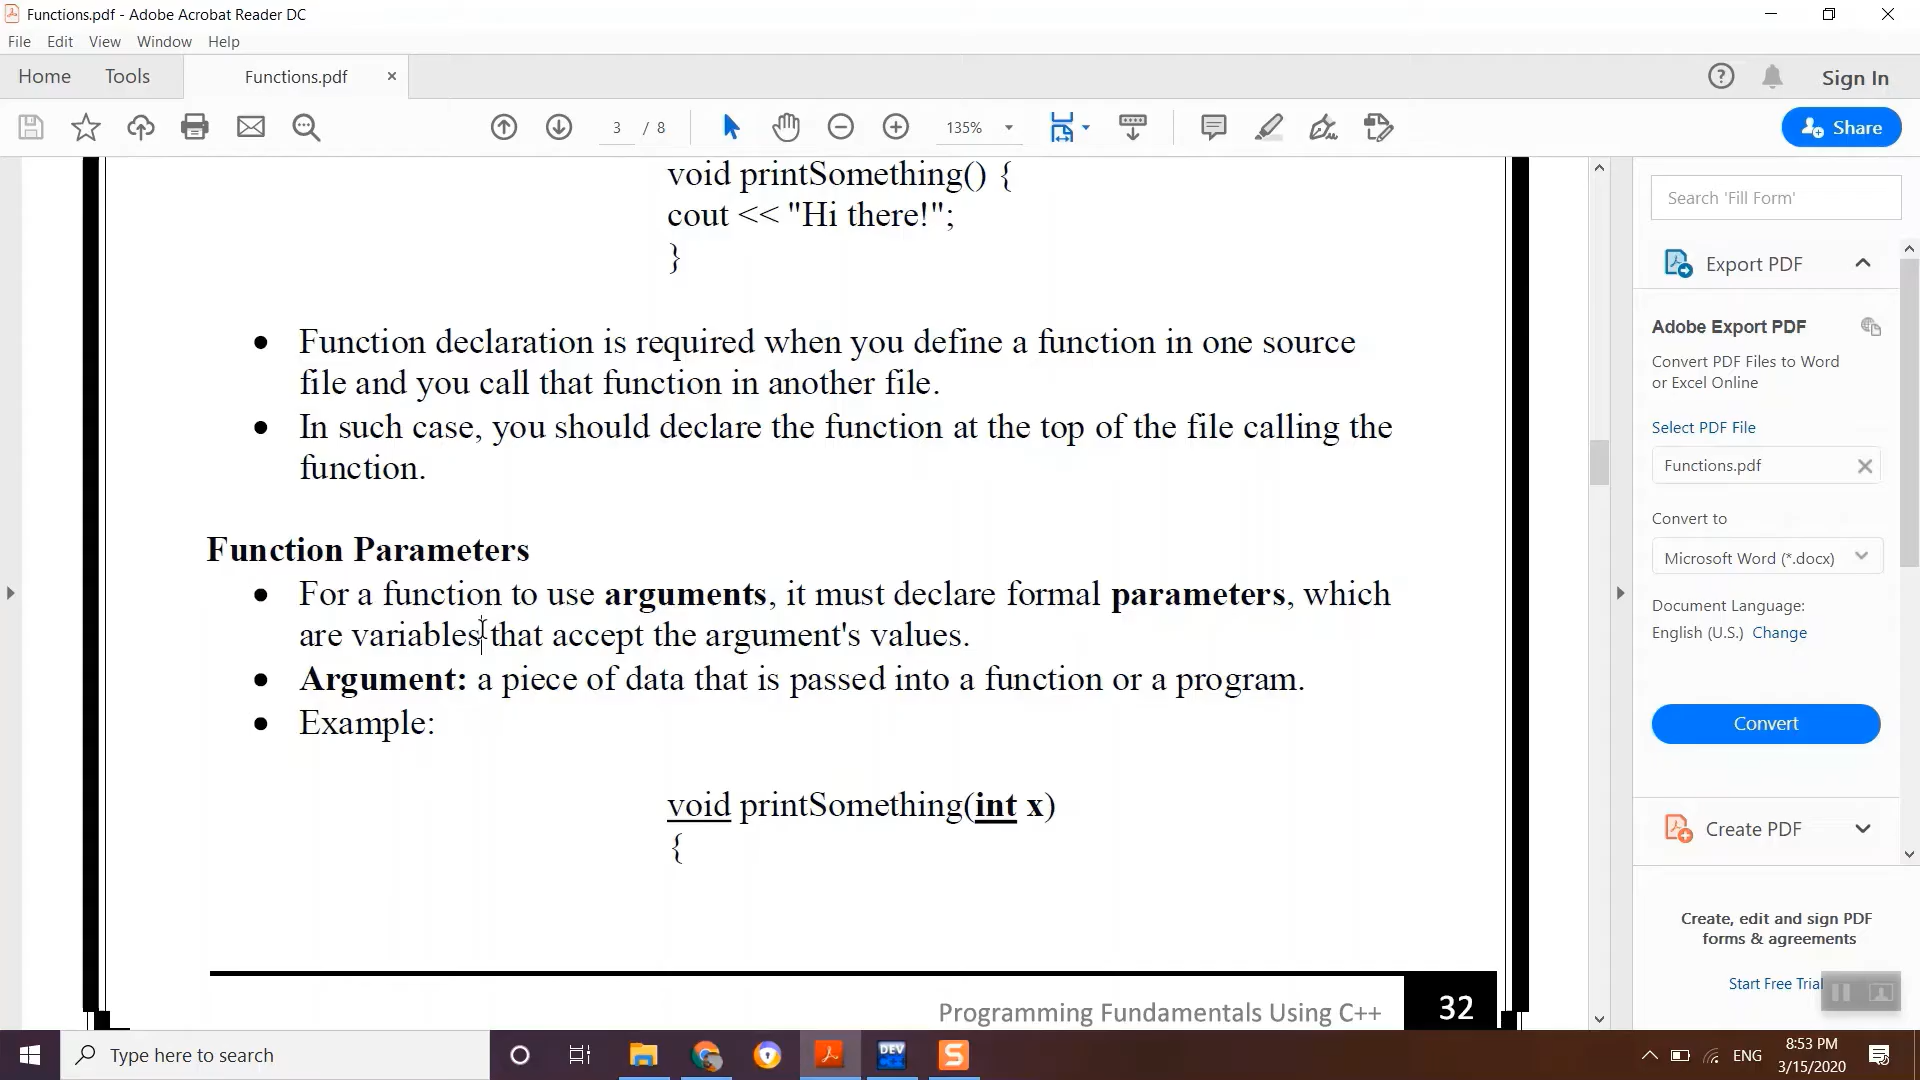 Functions.pdf - Adobe Acrobat Reader DC
File Edit View Window Help
Home Tools Functions.pdf × Sign In
3 / 8 135% Share
void printSomething() {
cout << "Hi there!";
}
• Function declaration is required when you define a function in one source
file and you call that function in another file.
• In such case, you should declare the function at the top of the file calling the
function.
Function Parameters
• For a function to use arguments, it must declare formal parameters, which
are variables that accept the argument's values.
• Argument: a piece of data that is passed into a function or a program.
• Example:
void printSomething(int x)
{
Programming Fundamentals Using C++ 32
Search 'Fill Form'
Export PDF
Adobe Export PDF
Convert PDF Files to Word
or Excel Online
Select PDF File
Functions.pdf
Convert to
Microsoft Word (*.docx)
Document Language:
English (U.S.) Change
Convert
Create PDF
Create, edit and sign PDF
forms & agreements
Start Free Trial
Type here to search
DEV
S
ENG
8:53 PM
3/15/2020